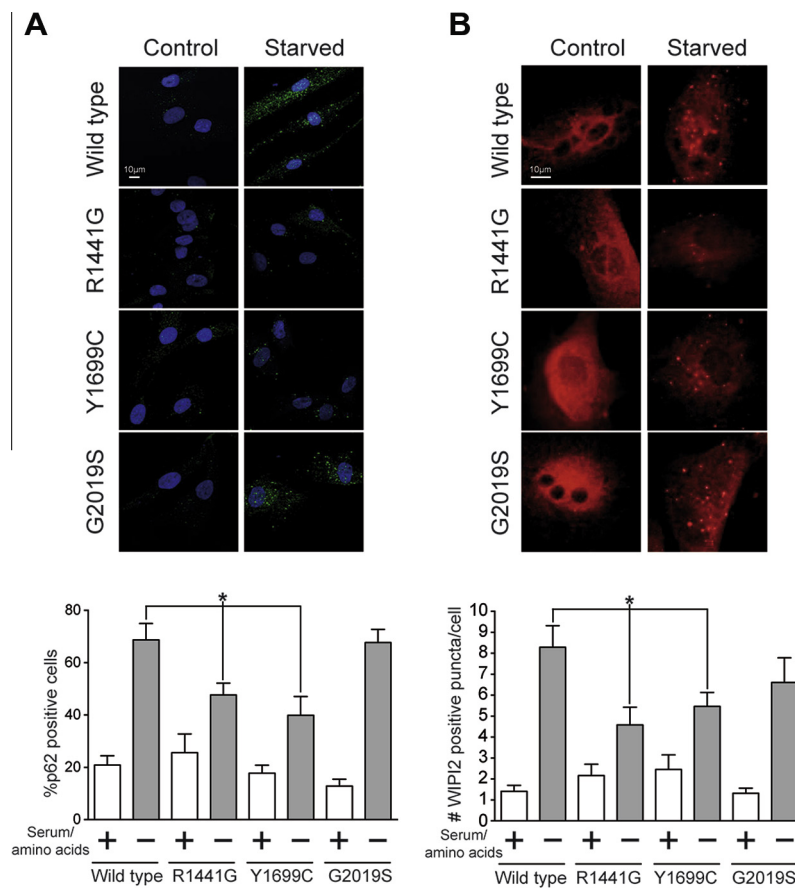 A
Control Starved
Wild type
10μm
R1441G
Y1699C
G2019S
80
60
40
20
0
%p62 positive cells
*
Serum/
amino acids
+ − + − + − + −
Wild type R1441G Y1699C G2019S
B
Control Starved
Wild type
10μm
R1441G
Y1699C
G2019S
10
9
8
7
6
5
4
3
2
1
0
# WIPI2 positive puncta/cell
*
Serum/
amino acids
+ − + − + − + −
Wild type R1441G Y1699C G2019S